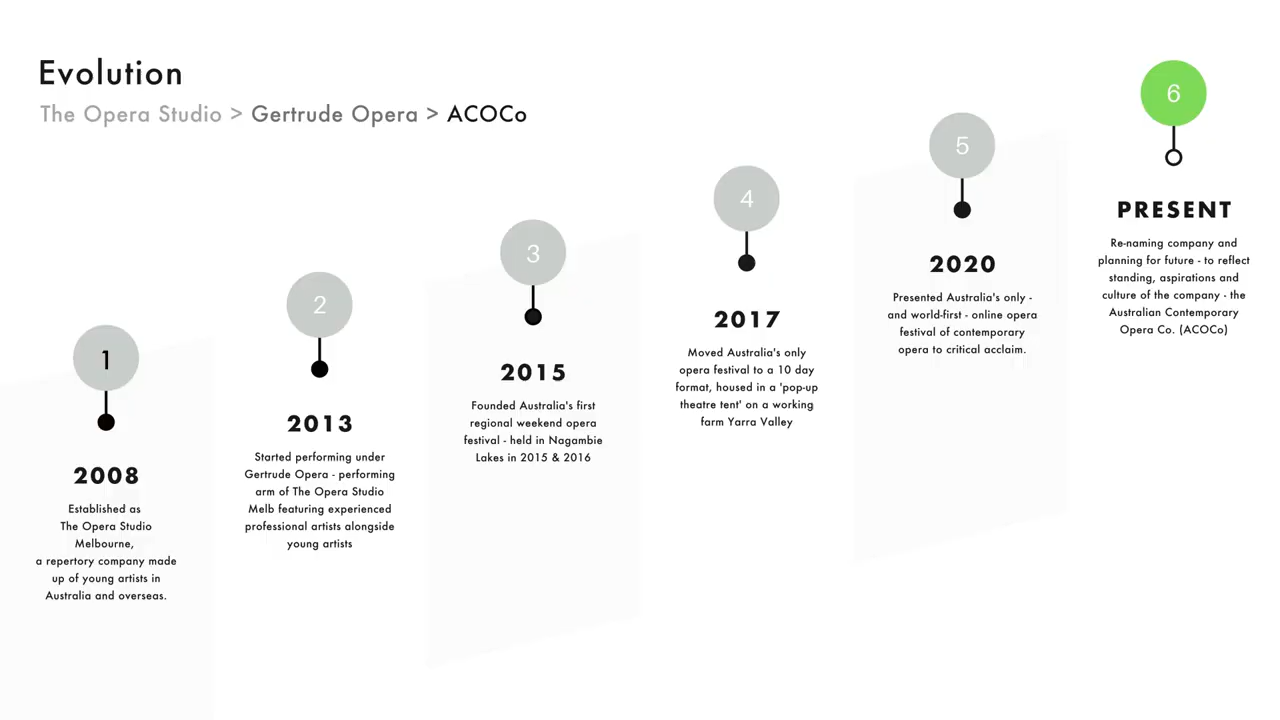 Evolution
The Opera Studio > Gertrude Opera > ACOCo
1
2008
Established as
The Opera Studio
Melbourne,
a repertory company made
up of young artists in
Australia and overseas.
2
2013
Started performing under
Gertrude Opera - performing
arm of The Opera Studio
Melb featuring experienced
professional artists alongside
young artists
3
2015
Founded Australia's first
regional weekend opera
festival - held in Nagambie
Lakes in 2015 & 2016
4
2017
Moved Australia's only
opera festival to a 10 day
format, housed in a 'pop-up
theatre tent' on a working
farm Yarra Valley
5
2020
Presented Australia's only -
and world-first - online opera
festival of contemporary
opera to critical acclaim.
6
PRESENT
Re-naming company and
planning for future - to reflect
standing, aspirations and
culture of the company - the
Australian Contemporary
Opera Co. (ACOCo)